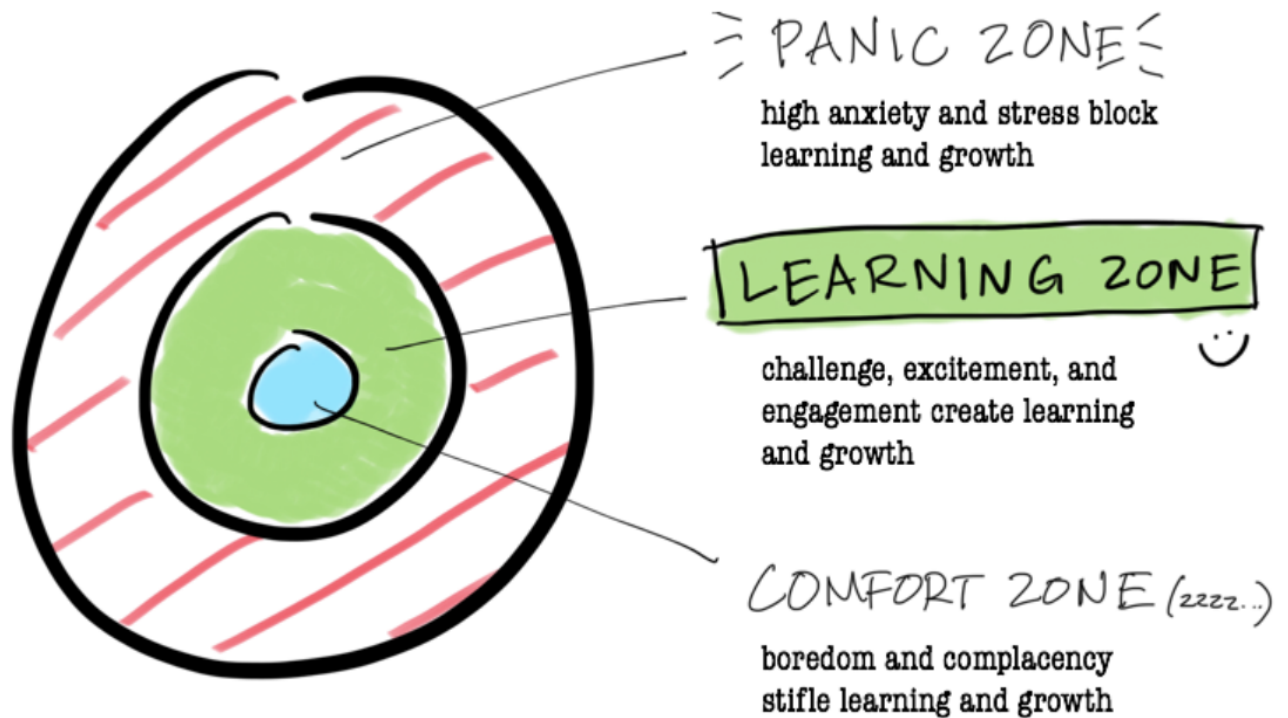 PANIC ZONE
high anxiety and stress block
learning and growth
LEARNING ZONE
challenge, excitement, and
engagement create learning
and growth
COMFORT ZONE (zzzz...)
boredom and complacency
stifle learning and growth